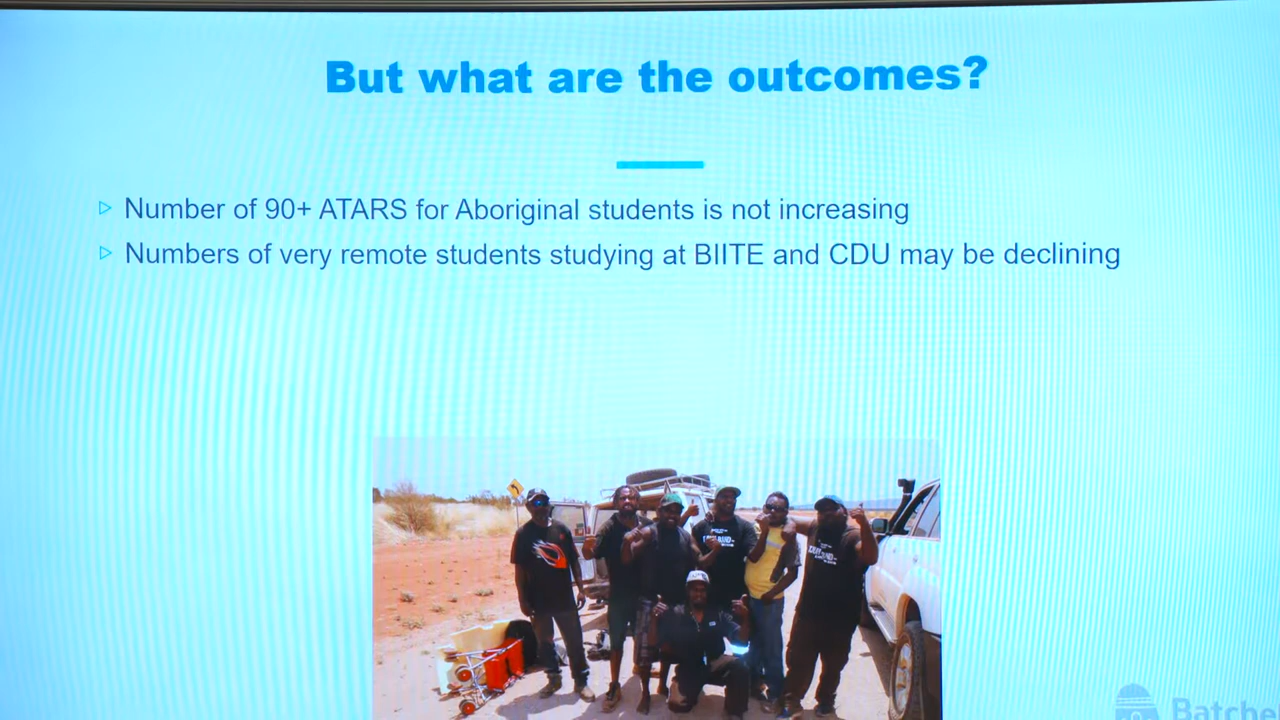 But what are the outcomes?
Number of 90+ ATARS for Aboriginal students is not increasing
Numbers of very remote students studying at BIITE and CDU may be declining